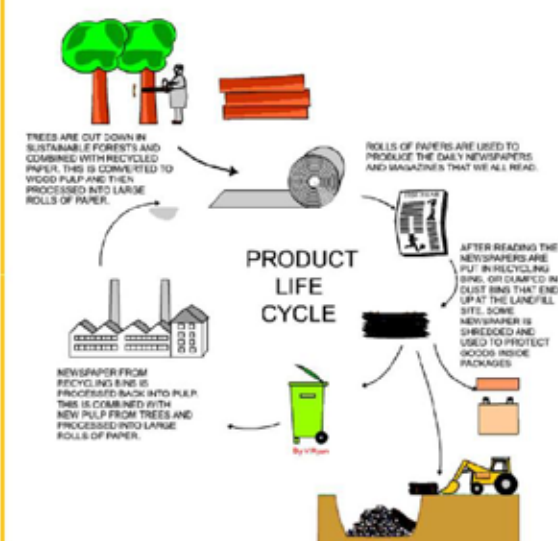 TREES ARE CUT DOWN IN
SUSTAINABLE FORESTS AND
COMBINED WITH RECYCLED
PAPER. THIS IS CONVERTED TO
WOOD PULP AND THEN
PROCESSED INTO LARGE
ROLLS OF PAPER.
ROLLS OF PAPERS ARE USED TO
PRODUCE THE DAILY NEWSPAPERS
AND MAGAZINES THAT WE ALL READ.
PRODUCT
LIFE
CYCLE
AFTER READING THE
NEWSPAPERS ARE
PUT IN RECYCLING
BINS, OR DUMPED IN
DUST BINS THAT END
UP AT THE LANDFILL
SITE. SOME
NEWSPAPER IS
SHREDDED AND
USED TO PROTECT
GOODS INSIDE
PACKAGES
NEWSPAPER FROM
RECYCLING BINS IS
PROCESSED BACK INTO PULP.
THIS IS COMBINED WITH
NEW PULP FROM TREES AND
PROCESSED INTO LARGE
ROLLS OF PAPER.
By V.Ryan